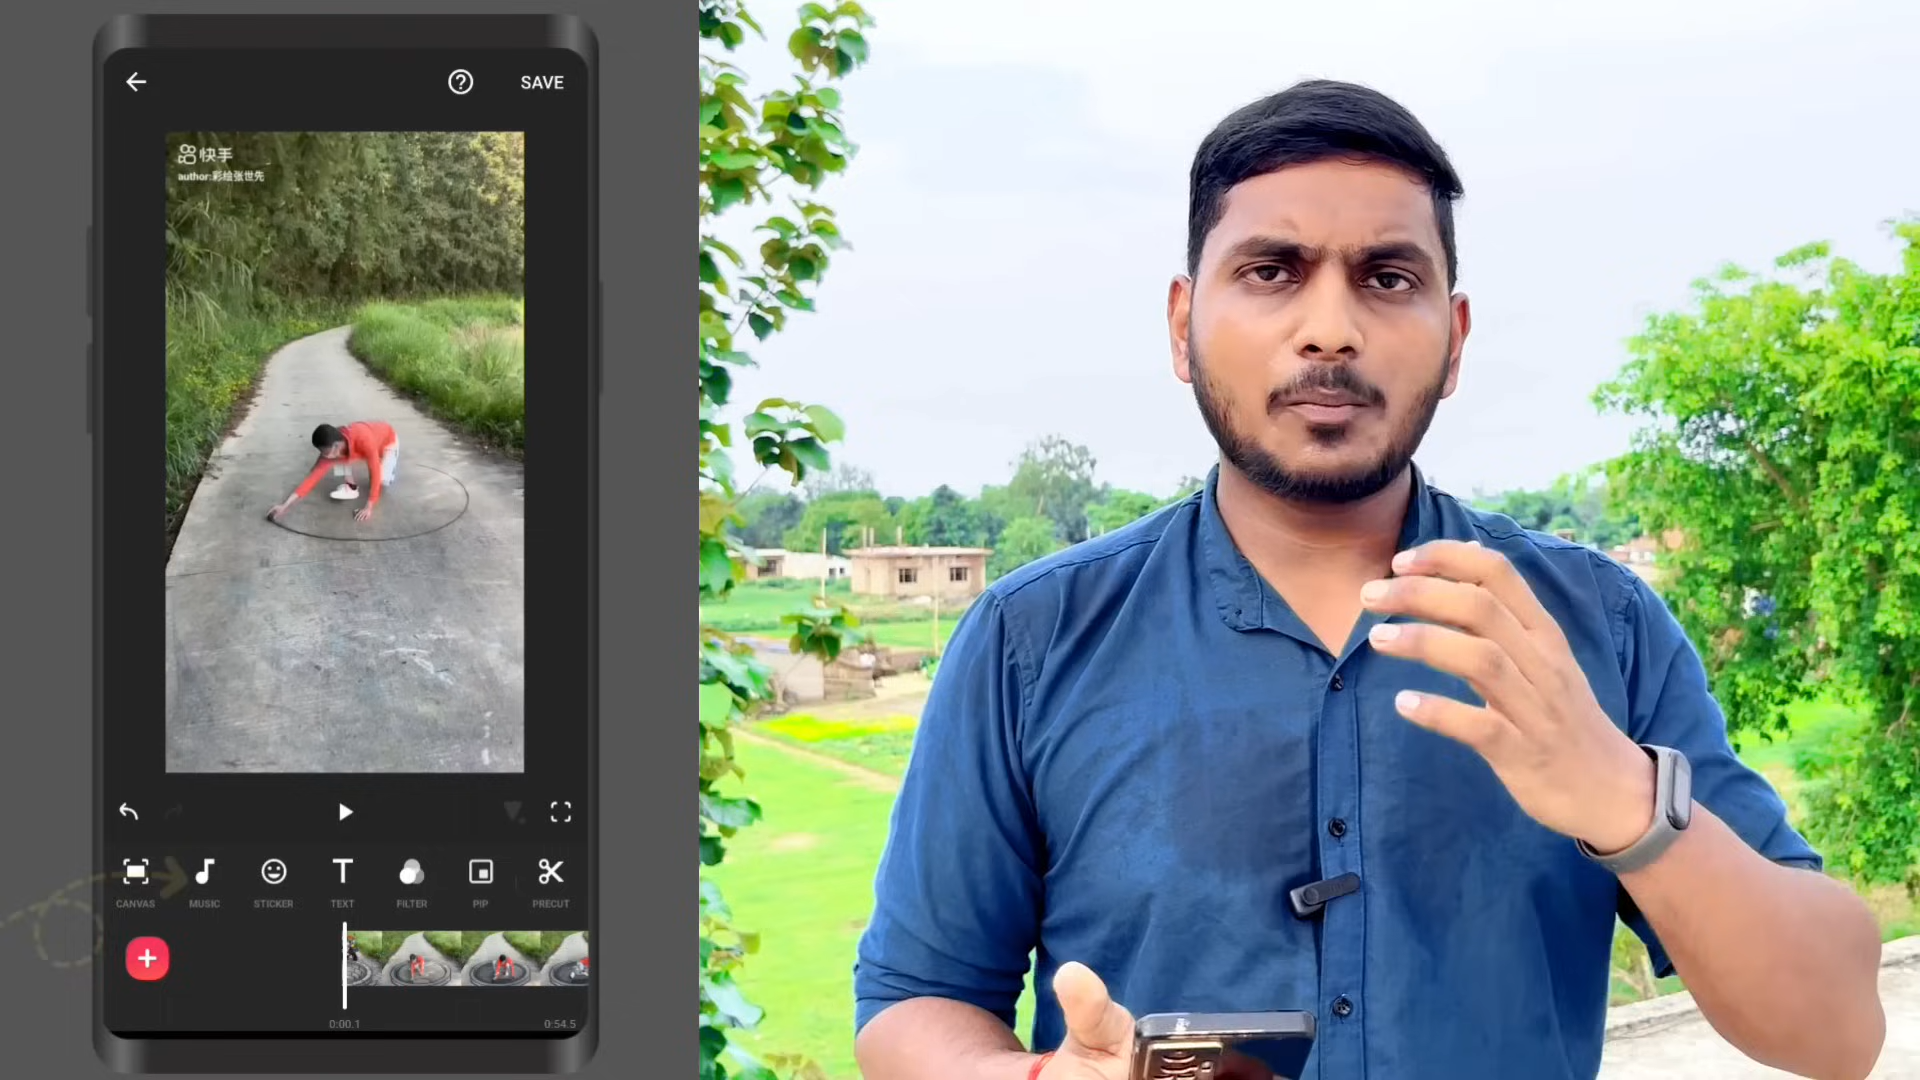 SAVE
快手
author:彩绘张世先
CANVAS
MUSIC
STICKER
TEXT
FILTER
PIP
PRECUT
0:00.1
0:54.5